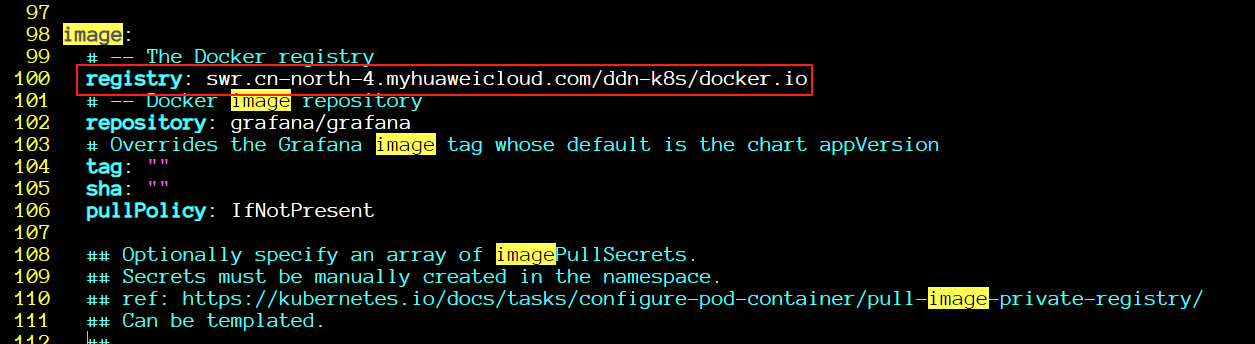 97
98 image:
99   # -- The Docker registry
100   registry: swr.cn-north-4.myhuaweicloud.com/ddn-k8s/docker.io
101   # -- Docker image repository
102   repository: grafana/grafana
103   # Overrides the Grafana image tag whose default is the chart appVersion
104   tag: ""
105   sha: ""
106   pullPolicy: IfNotPresent
107
108   ## Optionally specify an array of imagePullSecrets.
109   ## Secrets must be manually created in the namespace.
110   ## ref: https://kubernetes.io/docs/tasks/configure-pod-container/pull-image-private-registry/
111   ## Can be templated.
112   ##